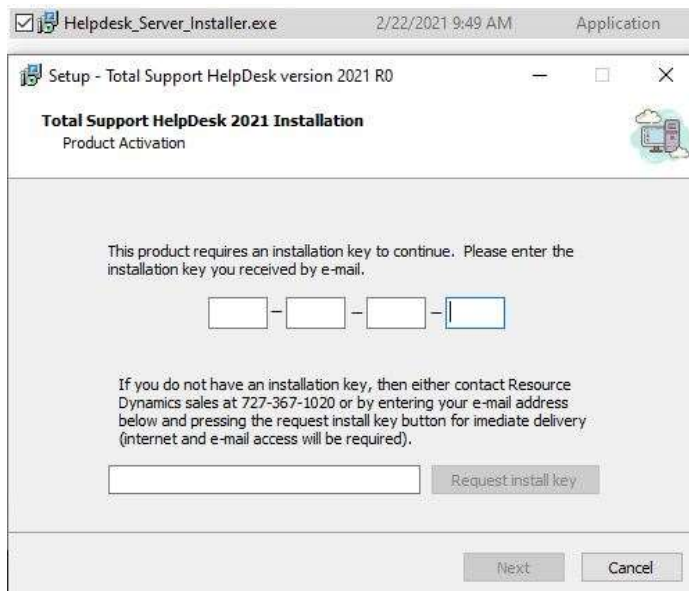 Helpdesk_Server_Installer.exe 2/22/2021 9:49 AM Application
Setup - Total Support HelpDesk version 2021 R0
Total Support HelpDesk 2021 Installation
Product Activation
This product requires an installation key to continue. Please enter the
installation key you received by e-mail.
If you do not have an installation key, then either contact Resource
Dynamics sales at 727-367-1020 or by entering your e-mail address
below and pressing the request install key button for imediate delivery
(internet and e-mail access will be required).
Request install key
Next Cancel